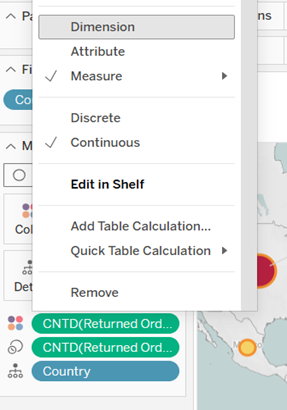 Pa
Dimension
ns
Attribute
Fi
Measure
Co
Discrete
Continuous
M
Edit in Shelf
Add Table Calculation...
Col
Quick Table Calculation
Det
Remove
CNTD(Returned Ord...
CNTD(Returned Ord...
Country